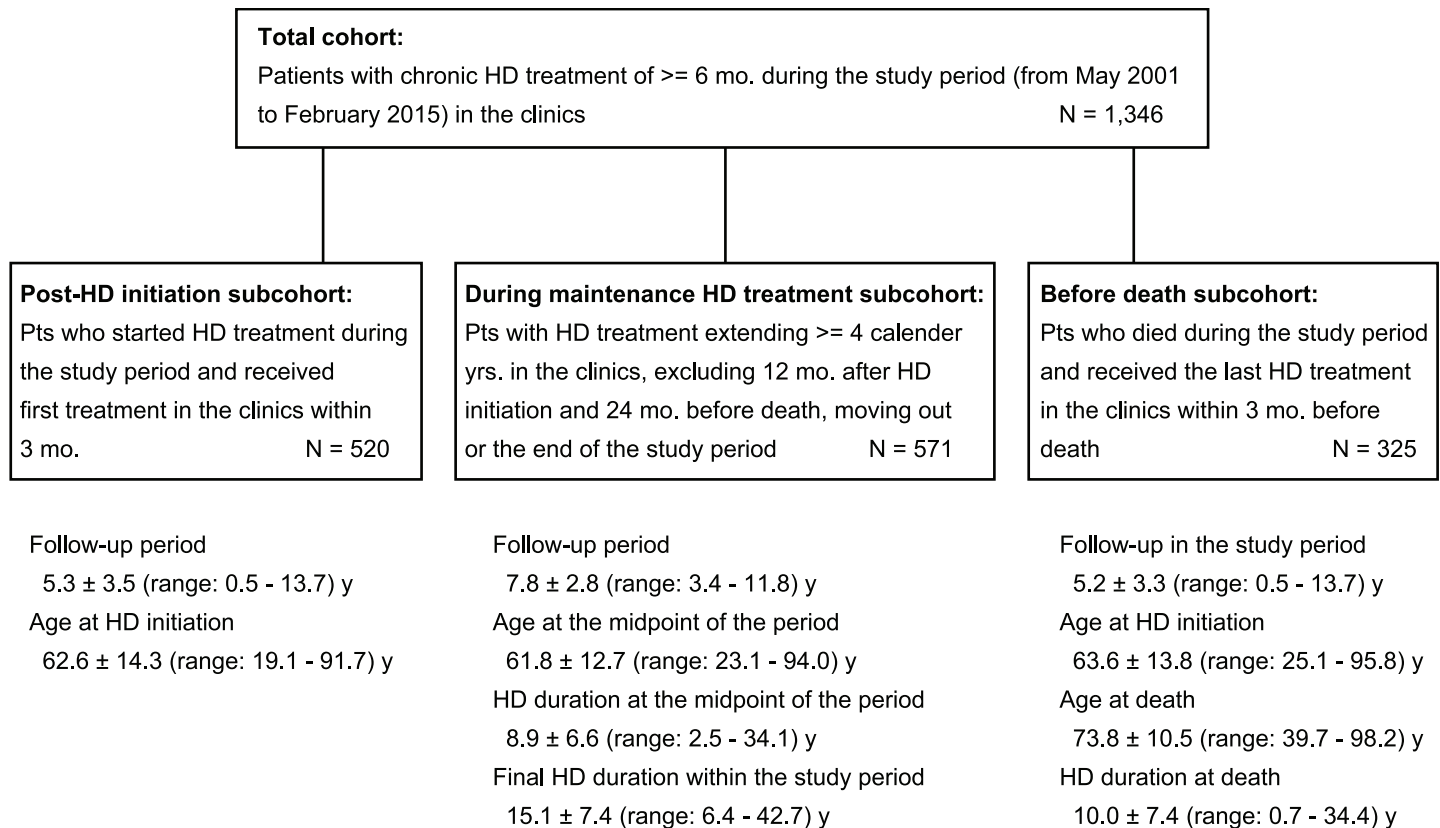 Total cohort:
Patients with chronic HD treatment of >= 6 mo. during the study period (from May 2001
to February 2015) in the clinics N = 1,346
Post-HD initiation subcohort:
Pts who started HD treatment during
the study period and received
first treatment in the clinics within
3 mo. N = 520
During maintenance HD treatment subcohort:
Pts with HD treatment extending >= 4 calender
yrs. in the clinics, excluding 12 mo. after HD
initiation and 24 mo. before death, moving out
or the end of the study period N = 571
Before death subcohort:
Pts who died during the study period
and received the last HD treatment
in the clinics within 3 mo. before
death N = 325
Follow-up period
5.3 ± 3.5 (range: 0.5 - 13.7) y
Age at HD initiation
62.6 ± 14.3 (range: 19.1 - 91.7) y
Follow-up period
7.8 ± 2.8 (range: 3.4 - 11.8) y
Age at the midpoint of the period
61.8 ± 12.7 (range: 23.1 - 94.0) y
HD duration at the midpoint of the period
8.9 ± 6.6 (range: 2.5 - 34.1) y
Final HD duration within the study period
15.1 ± 7.4 (range: 6.4 - 42.7) y
Follow-up in the study period
5.2 ± 3.3 (range: 0.5 - 13.7) y
Age at HD initiation
63.6 ± 13.8 (range: 25.1 - 95.8) y
Age at death
73.8 ± 10.5 (range: 39.7 - 98.2) y
HD duration at death
10.0 ± 7.4 (range: 0.7 - 34.4) y